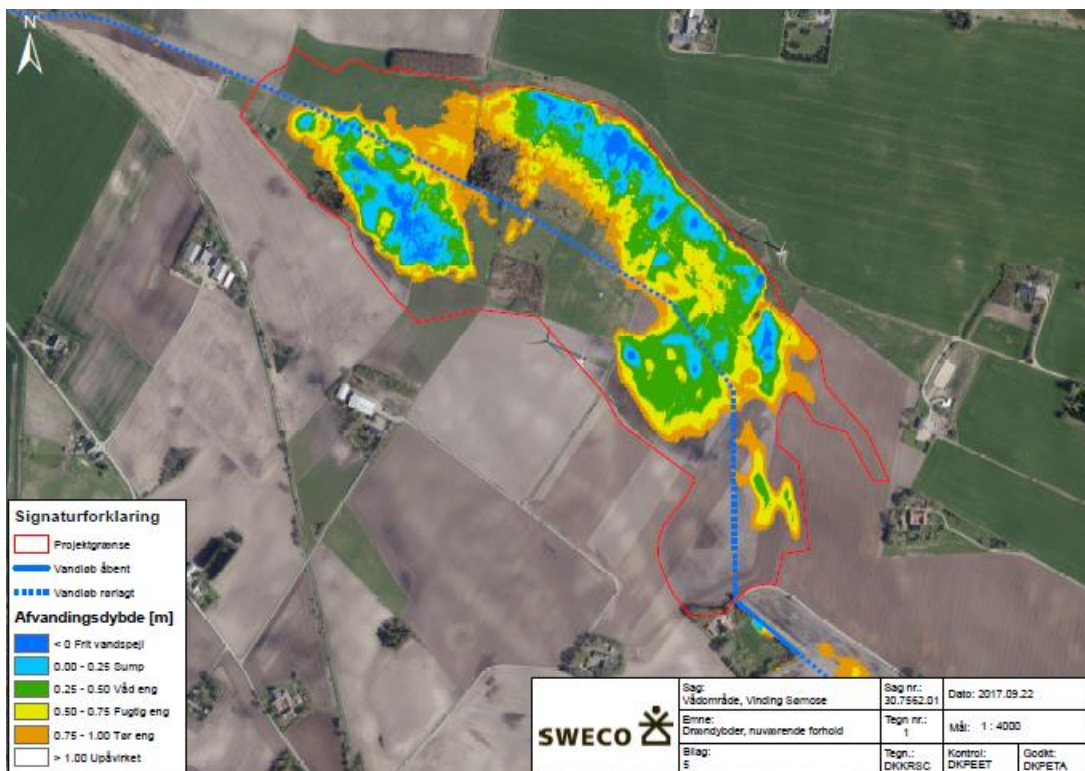 N
Signaturforklaring
Projektgrænse
Vandløb åbent
Vandløb rørlagt
Afvandingsdybde [m]
< 0 Frit vandspejl
0.00 - 0.25 Sump
0.25 - 0.50 Våd eng
0.50 - 0.75 Fugtig eng
0.75 - 1.00 Tør eng
> 1.00 Upåvirket
SWECO
Sag:
Vådområde, Vinding Sømose
Sag nr.:
30.7562.01
Dato: 2017.09.22
Emne:
Drændybder, nuværende forhold
Tegn nr.:
1
Mål: 1 : 4000
Bilag:
5
Tegn.:
DKKRSC
Kontrol:
DKPEET
Godkt:
DKPETA